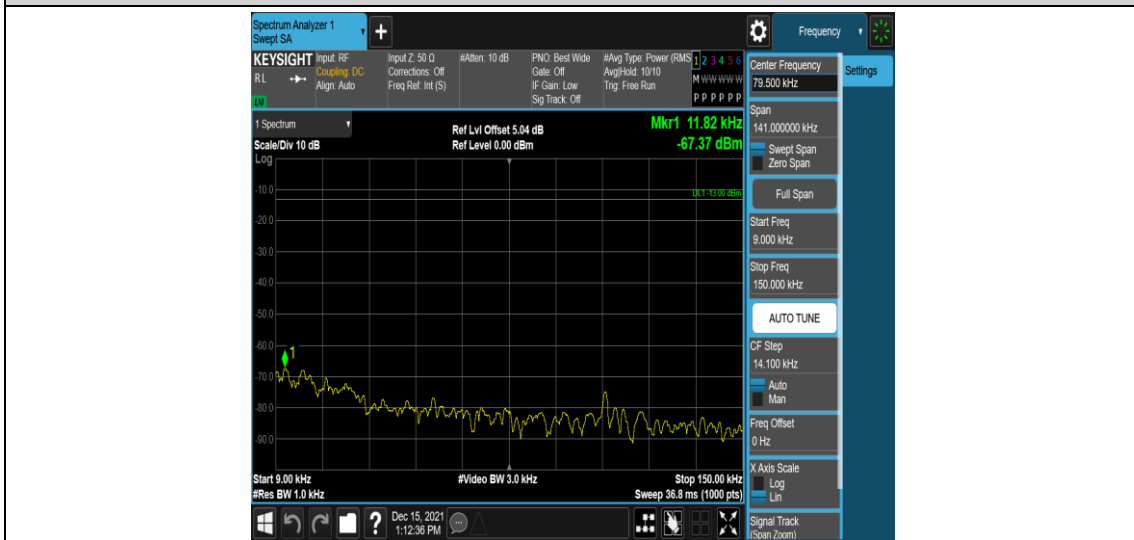 Spectrum Analyzer 1
Swept SA
+
Frequency
KEYSIGHT
RL
Input: RF
Coupling: DC
Align: Auto
Input Z: 50 Ω
Corrections: Off
Freq Ref: Int (S)
#Atten: 10 dB
PNO: Best Wide
Gate: Off
IF Gain: Low
Sig Track: Off
#Avg Type: Power (RMS
Avg|Hold: 10/10
Trig: Free Run
1 2 3 4 5 6
M W W W W W
P P P P P P
1 Spectrum
Scale/Div 10 dB
Ref Lvl Offset 5.04 dB
Ref Level 0.00 dBm
Mkr1 11.82 kHz
-67.37 dBm
Log
DL1 -13.00 dBm
-10.0
-20.0
-30.0
-40.0
-50.0
-60.0
1
-70.0
-80.0
-90.0
Start 9.00 kHz
#Res BW 1.0 kHz
#Video BW 3.0 kHz
Stop 150.00 kHz
Sweep 36.8 ms (1000 pts)
Dec 15, 2021
1:12:36 PM
Center Frequency
79.500 kHz
Settings
Span
141.000000 kHz
Swept Span
Zero Span
Full Span
Start Freq
9.000 kHz
Stop Freq
150.000 kHz
AUTO TUNE
CF Step
14.100 kHz
Auto
Man
Freq Offset
0 Hz
X Axis Scale
Log
Lin
Signal Track
(Span Zoom)